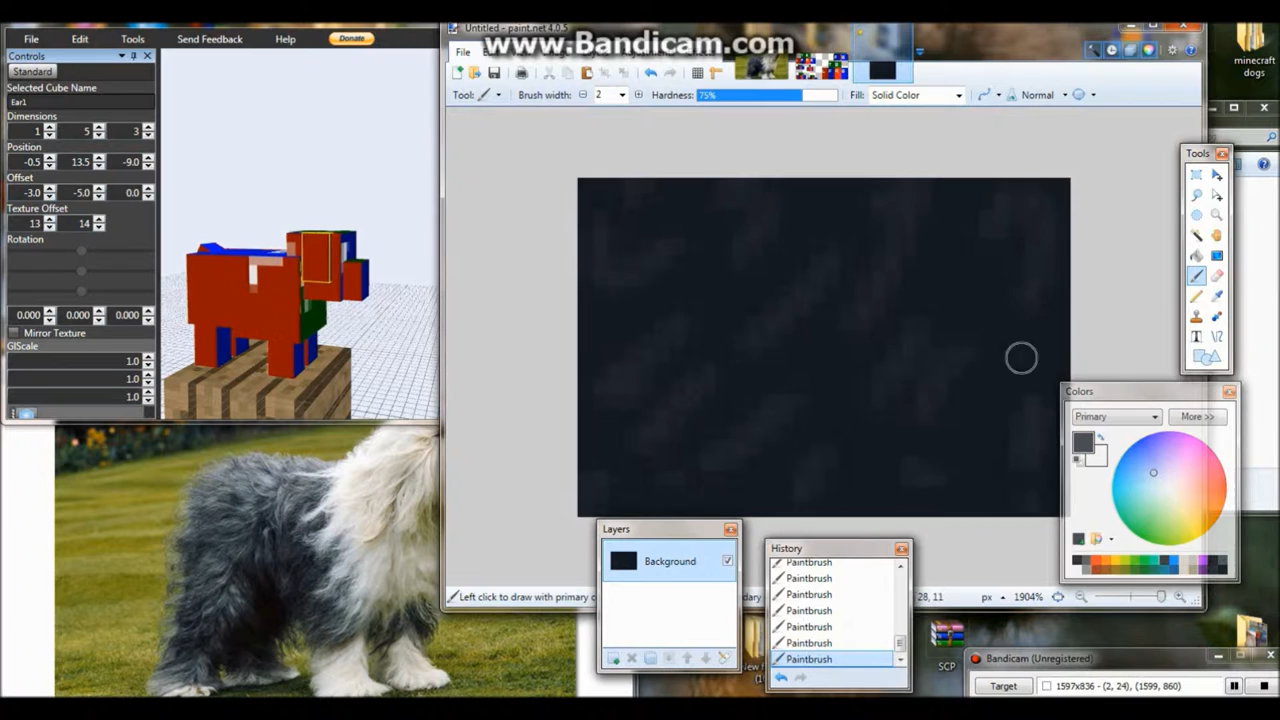 File Edit Tools Send Feedback Help Donate
Controls
Standard
Selected Cube Name
Ear1
Dimensions
1 5 3
Position
-0.5 13.5 -9.0
Offset
-3.0 -5.0 0.0
Texture Offset
13 14
Rotation
0.000 0.000 0.000
Mirror Texture
GlScale
1.0
1.0
1.0
Untitled - paint.net 4.0.5
www.Bandicam.com
File
Tool: Brush width: 2 Hardness: 75% Fill: Solid Color Normal
Tools
Colors
Primary More >>
Layers
Background
History
Paintbrush
Paintbrush
Paintbrush
Paintbrush
Paintbrush
Paintbrush
Paintbrush
Left click to draw with primary 28, 11 px 1904%
minecraft
dogs
SCP
Bandicam (Unregistered)
Target 1597x836 - (2, 24), (1599, 860)